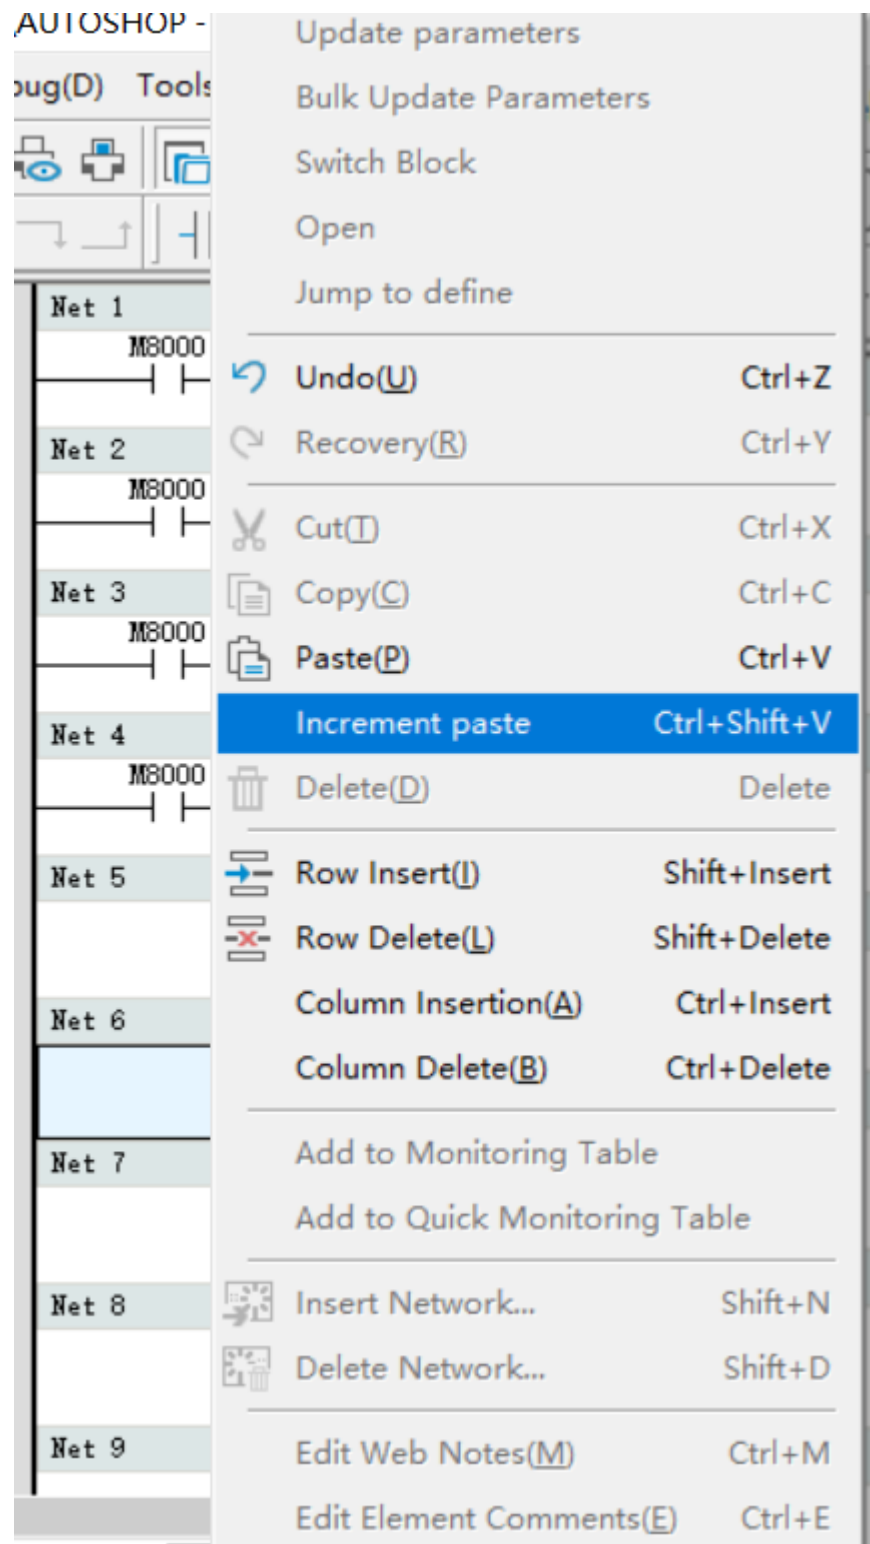 AUTOSHOP -
bug(D) Tools
Net 1
M8000
Net 2
M8000
Net 3
M8000
Net 4
M8000
Net 5
Net 6
Net 7
Net 8
Net 9
Update parameters
Bulk Update Parameters
Switch Block
Open
Jump to define
Undo(U) Ctrl+Z
Recovery(R) Ctrl+Y
Cut(T) Ctrl+X
Copy(C) Ctrl+C
Paste(P) Ctrl+V
Increment paste Ctrl+Shift+V
Delete(D) Delete
Row Insert(I) Shift+Insert
Row Delete(L) Shift+Delete
Column Insertion(A) Ctrl+Insert
Column Delete(B) Ctrl+Delete
Add to Monitoring Table
Add to Quick Monitoring Table
Insert Network... Shift+N
Delete Network... Shift+D
Edit Web Notes(M) Ctrl+M
Edit Element Comments(E) Ctrl+E